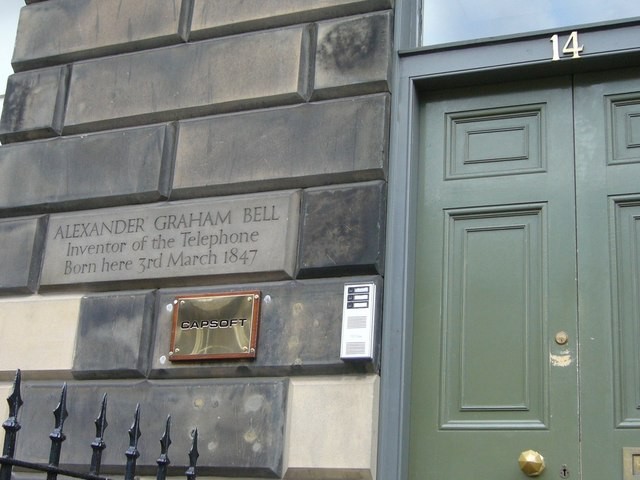 14
ALEXANDER GRAHAM BELL
Inventor of the Telephone
Born here 3rd March 1847
CAPSOFT